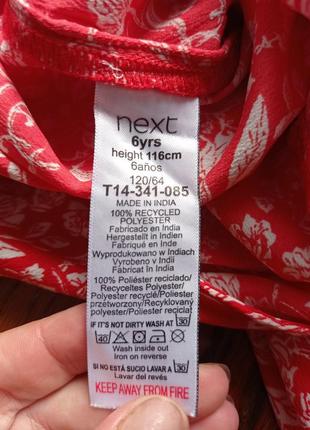 next
6yrs
height 116cm
6años
120/64
T14-341-085
MADE IN INDIA
100% RECYCLED
POLYESTER
Fabricado en India
Hergestellt in Indien
Fabriqué en Inde
Wyprodukowano w Indiach
Vyrobeno v Indii
Fabricat în India
100% Poliéster reciclado/
Recyceltes Polyester/
Polyester recyclé/Poliester
przetworzony/Recyklovaný
polyester/Poliester reciclat
IF IT'S NOT DIRTY WASH AT 30
40
Wash inside out
Iron on reverse
SI NO ESTÁ SUCIO LAVAR A 30
Lavar del revés
KEEP AWAY FROM FIRE